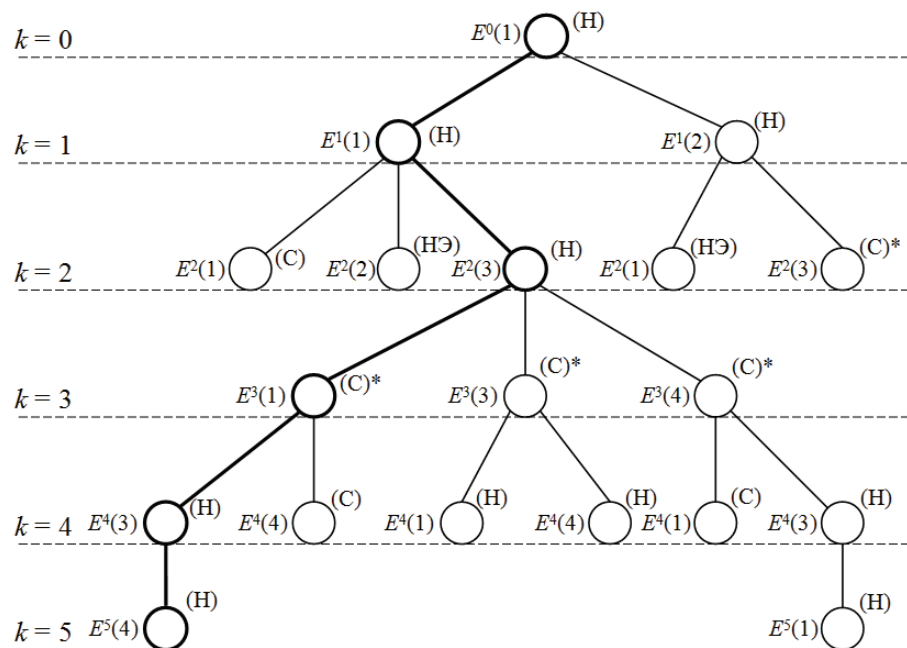 k = 0 E⁰(1) (Н)
k = 1 E¹(1) (Н) E¹(2) (Н)
k = 2 E²(1) (С) E²(2) (НЭ) E²(3) (Н) E²(1) (НЭ) E²(3) (С)*
k = 3 E³(1) (С)* E³(3) (С)* E³(4) (С)*
k = 4 E⁴(3) (Н) E⁴(4) (С) E⁴(1) (Н) E⁴(4) (Н) E⁴(1) (С) E⁴(3) (Н)
k = 5 E⁵(4) (Н) E⁵(1) (Н)